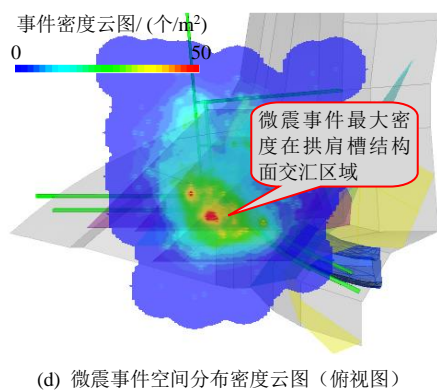 事件密度云图/ (个/m²)
0 50
微震事件最大密
度在拱肩槽结构
面交汇区域
(d) 微震事件空间分布密度云图（俯视图）